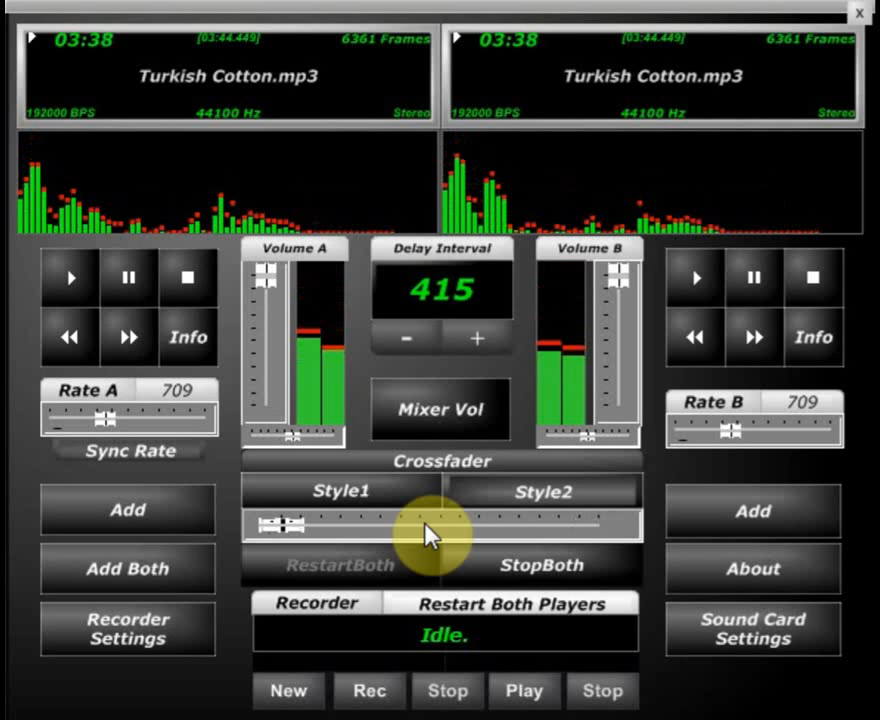 x
03:38 [03:44.449] 6361 Frames
Turkish Cotton.mp3
192000 BPS 44100 Hz Stereo
03:38 [03:44.449] 6361 Frames
Turkish Cotton.mp3
192000 BPS 44100 Hz Stereo
Volume A
Delay Interval
Volume B
415
- +
Info
Info
Mixer Vol
Rate A 709
Rate B 709
Sync Rate
Crossfader
Style1 Style2
Add
Add
RestartBoth StopBoth
Add Both
About
Recorder Restart Both Players
Recorder
Settings
Sound Card
Settings
Idle.
New Rec Stop Play Stop